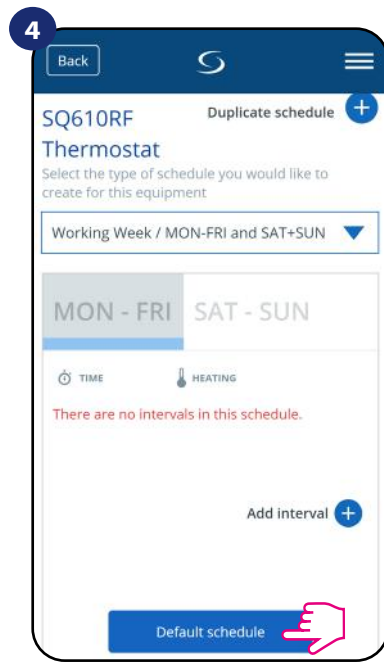 4
Back
SQ610RF
Thermostat
Duplicate schedule
Select the type of schedule you would like to
create for this equipment
Working Week / MON-FRI and SAT+SUN
MON - FRI SAT - SUN
TIME HEATING
There are no intervals in this schedule.
Add interval
Default schedule